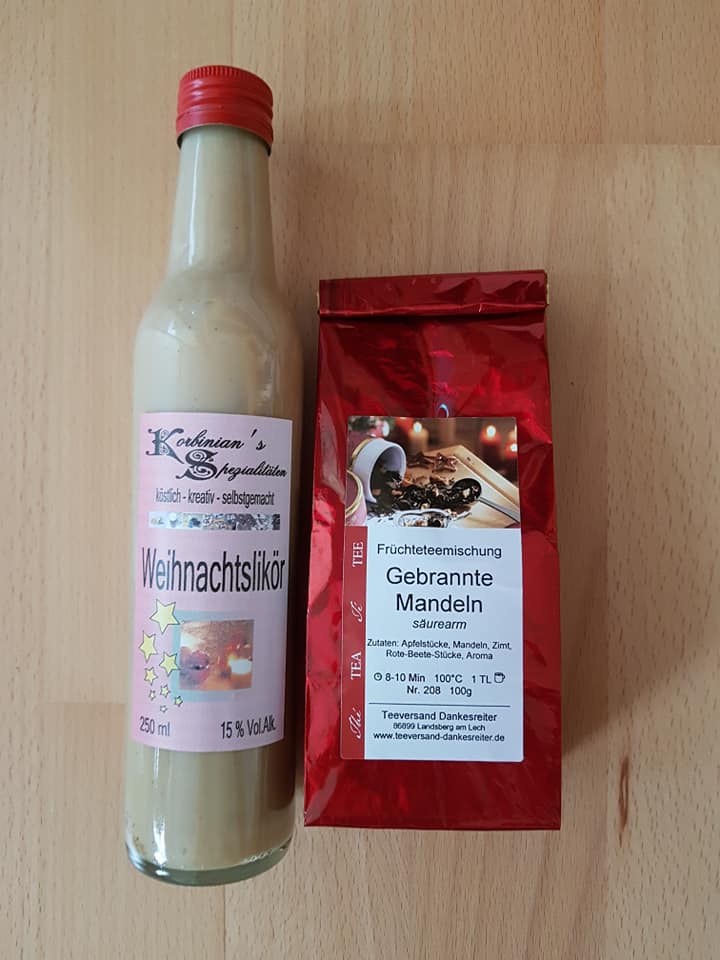 Korbinian's
Spezialitäten
köstlich - kreativ - selbstgemacht
Weihnachtslikör
250 ml 15 % Vol.Alk.
Thé TEA Ti TEE
Früchteteemischung
Gebrannte
Mandeln
säurearm
Zutaten: Apfelstücke, Mandeln, Zimt,
Rote-Beete-Stücke, Aroma
8-10 Min 100°C 1 TL
Nr. 208 100g
Teeversand Dankesreiter
86899 Landsberg am Lech
www.teeversand-dankesreiter.de